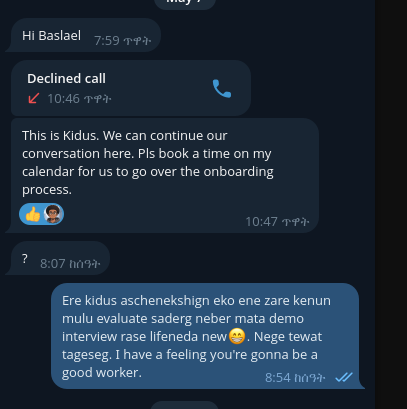 May 7
Hi Baslael
7:59 ጥዋት
Declined call
10:46 ጥዋት
This is Kidus. We can continue our
conversation here. Pls book a time on my
calendar for us to go over the onboarding
process.
10:47 ጥዋት
?
8:07 ከሰዓት
Ere kidus aschenekshign eko ene zare kenun
mulu evaluate saderg neber mata demo
interview rase lifeneda new😁. Nege tewat
tageseg. I have a feeling you're gonna be a
good worker.
8:54 ከሰዓት